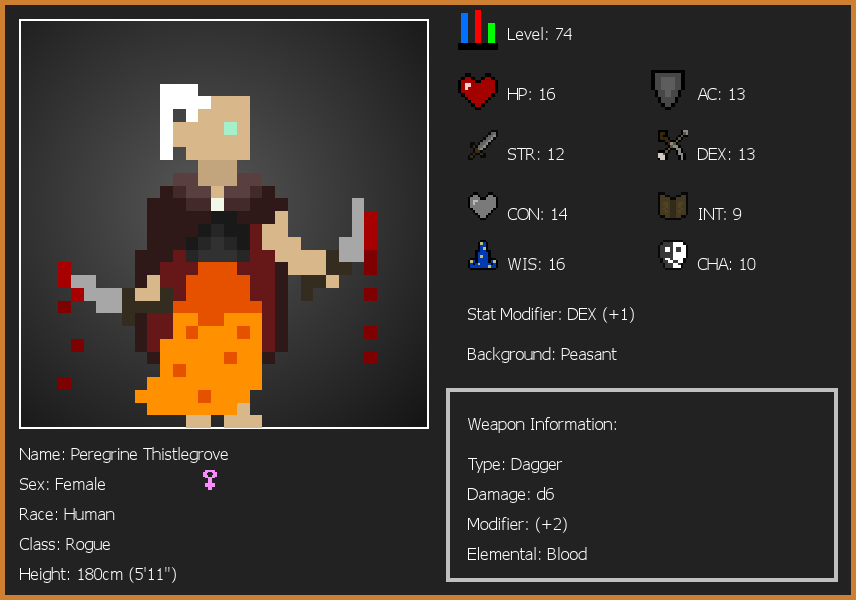 Level: 74
HP: 16
AC: 13
STR: 12
DEX: 13
CON: 14
INT: 9
WIS: 16
CHA: 10
Stat Modifier: DEX (+1)
Background: Peasant
Weapon Information:
Type: Dagger
Damage: d6
Modifier: (+2)
Elemental: Blood
Name: Peregrine Thistlegrove
Sex: Female
Race: Human
Class: Rogue
Height: 180cm (5'11")